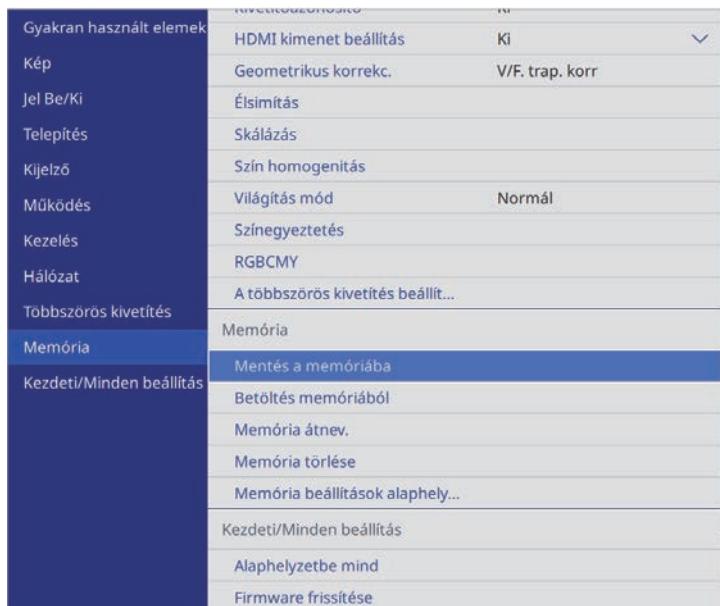 Gyakran használt elemek
Kép
Jel Be/Ki
Telepítés
Kijelző
Működés
Kezelés
Hálózat
Többszörös kivetítés
Memória
Kezdeti/Minden beállítás
HDMI kimenet beállítás Ki
Geometrikus korrekc. V/F. trap. korr
Élsimítás
Skálázás
Szín homogenitás
Világítás mód Normál
Színegyeztetés
RGBCMY
A többszörös kivetítés beállít...
Memória
Mentés a memóriába
Betöltés memóriából
Memória átnev.
Memória törlése
Memória beállítások alaphely...
Kezdeti/Minden beállítás
Alaphelyzetbe mind
Firmware frissítése